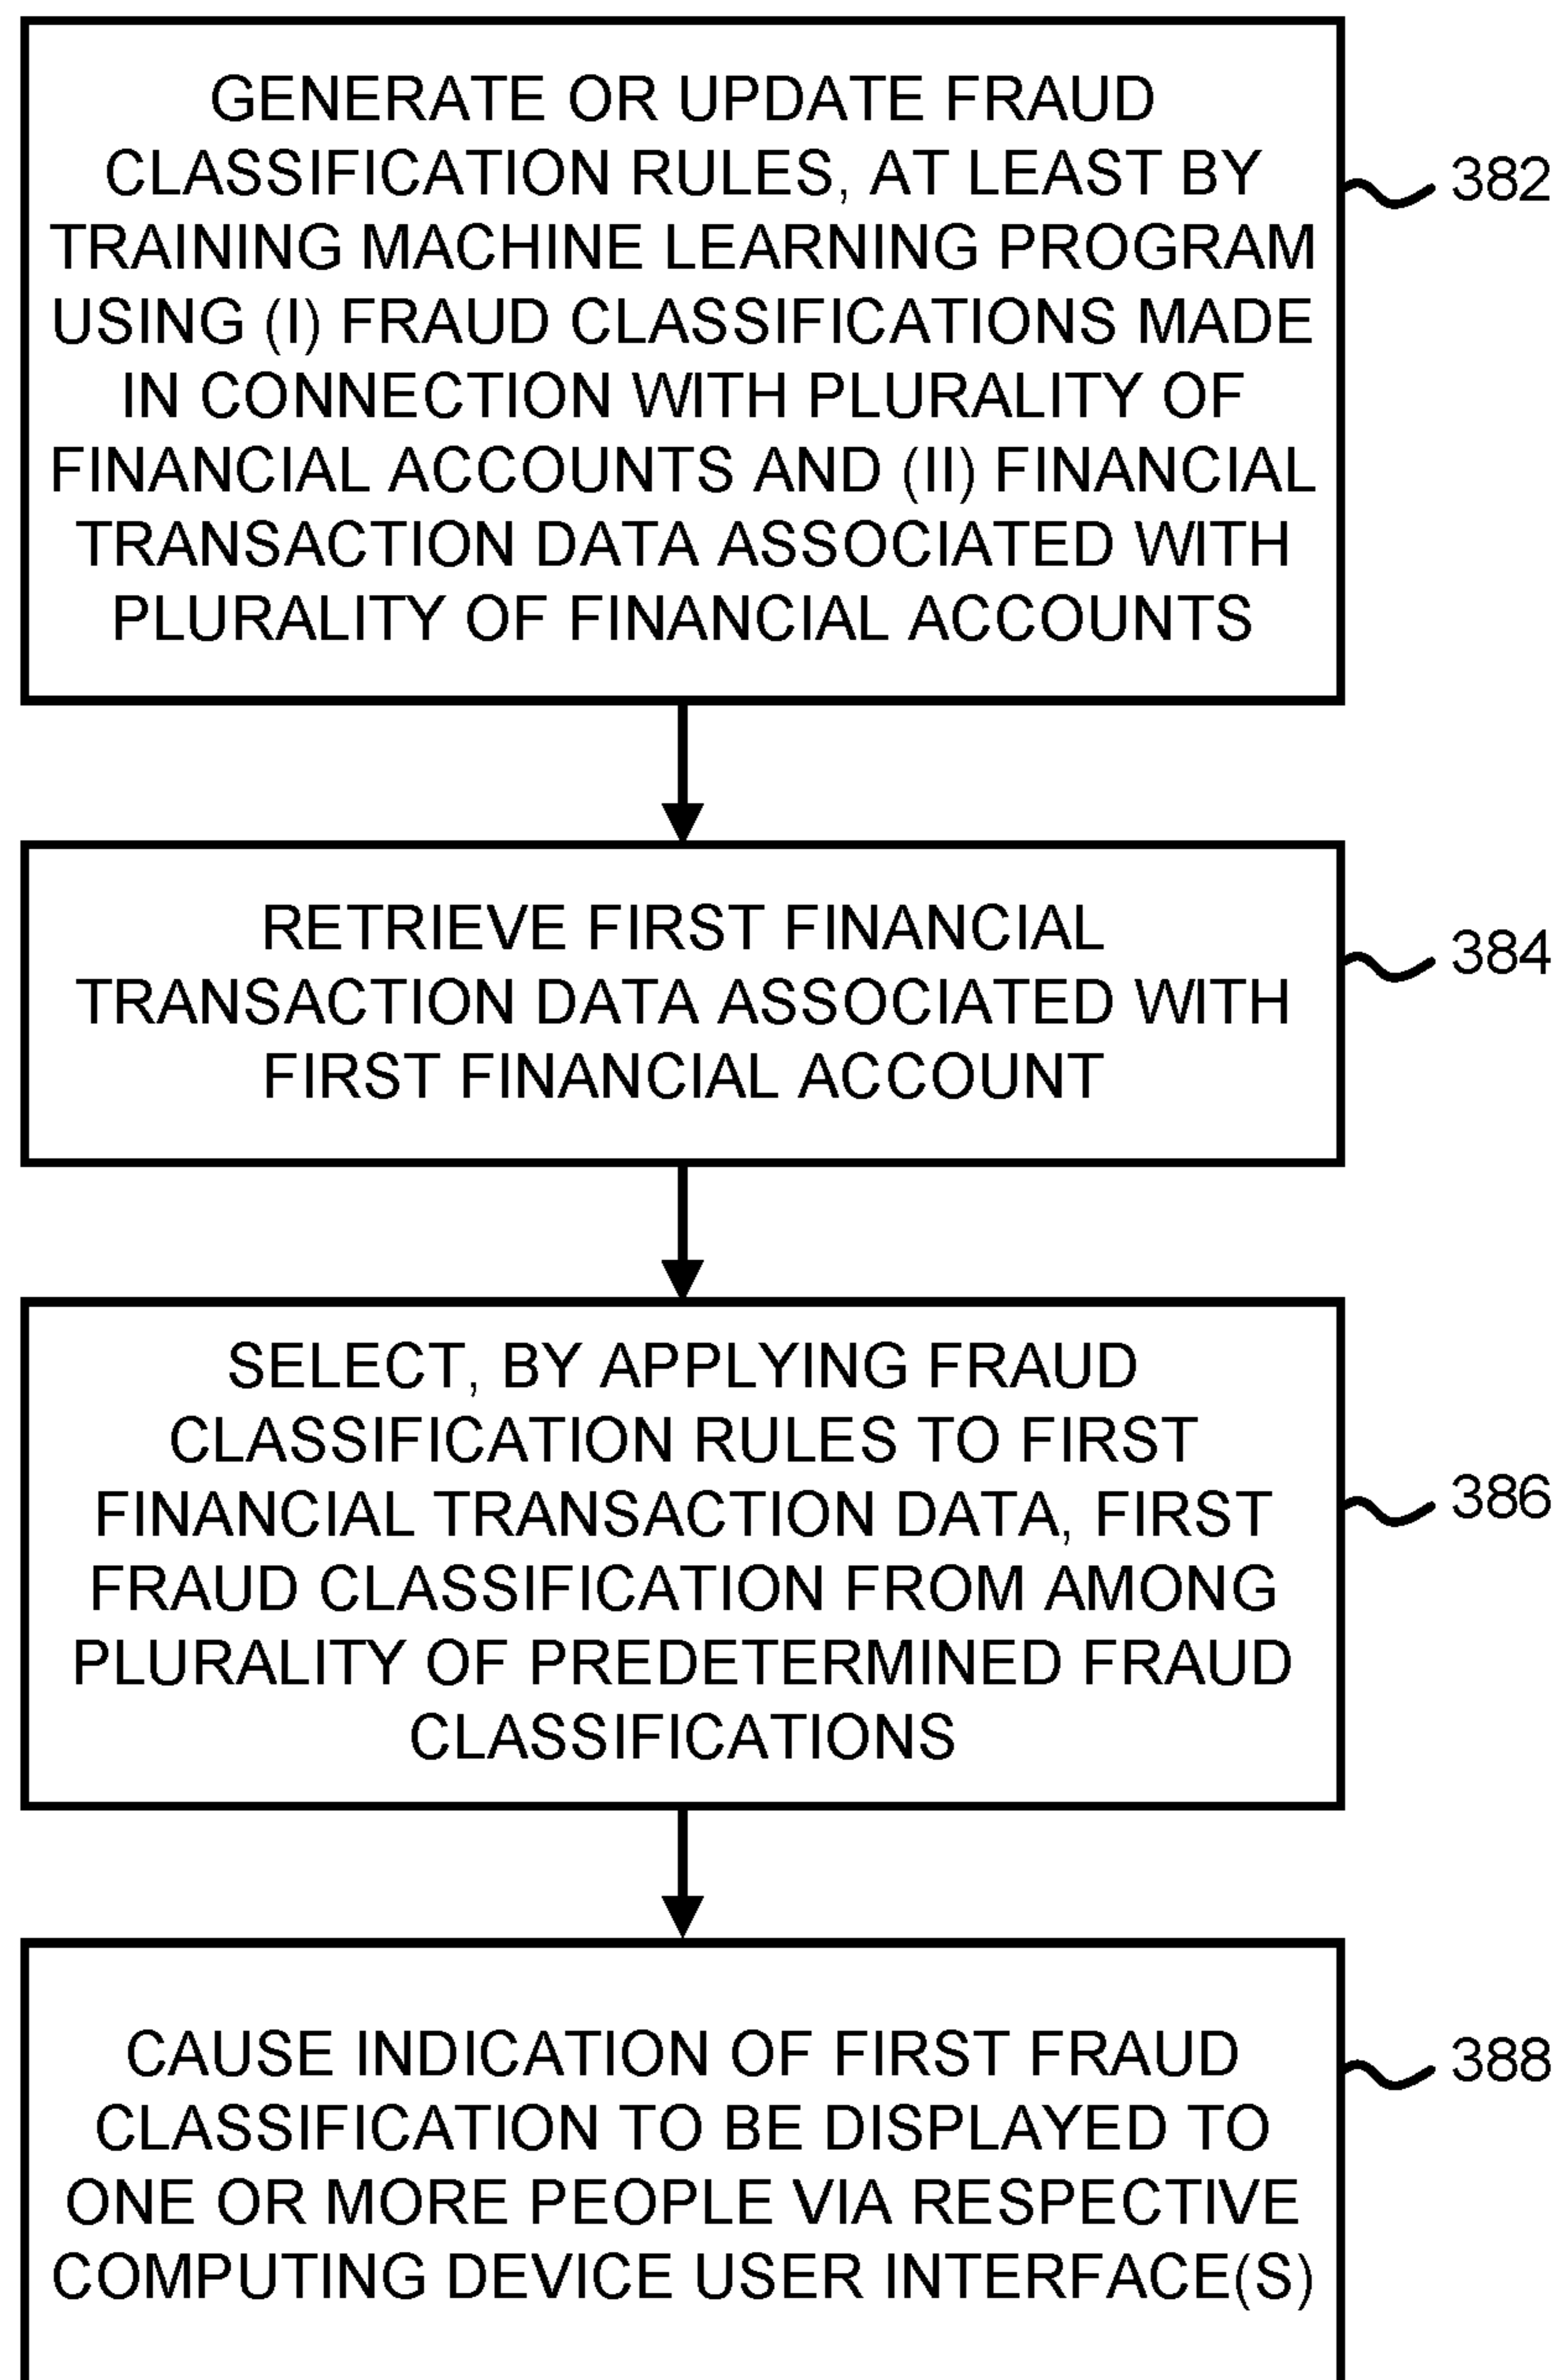 GENERATE OR UPDATE FRAUD
CLASSIFICATION RULES, AT LEAST BY
TRAINING MACHINE LEARNING PROGRAM
USING (I) FRAUD CLASSIFICATIONS MADE
IN CONNECTION WITH PLURALITY OF
FINANCIAL ACCOUNTS AND (II) FINANCIAL
TRANSACTION DATA ASSOCIATED WITH
PLURALITY OF FINANCIAL ACCOUNTS
382
RETRIEVE FIRST FINANCIAL
TRANSACTION DATA ASSOCIATED WITH
FIRST FINANCIAL ACCOUNT
384
SELECT, BY APPLYING FRAUD
CLASSIFICATION RULES TO FIRST
FINANCIAL TRANSACTION DATA, FIRST
FRAUD CLASSIFICATION FROM AMONG
PLURALITY OF PREDETERMINED FRAUD
CLASSIFICATIONS
386
CAUSE INDICATION OF FIRST FRAUD
CLASSIFICATION TO BE DISPLAYED TO
ONE OR MORE PEOPLE VIA RESPECTIVE
COMPUTING DEVICE USER INTERFACE(S)
388